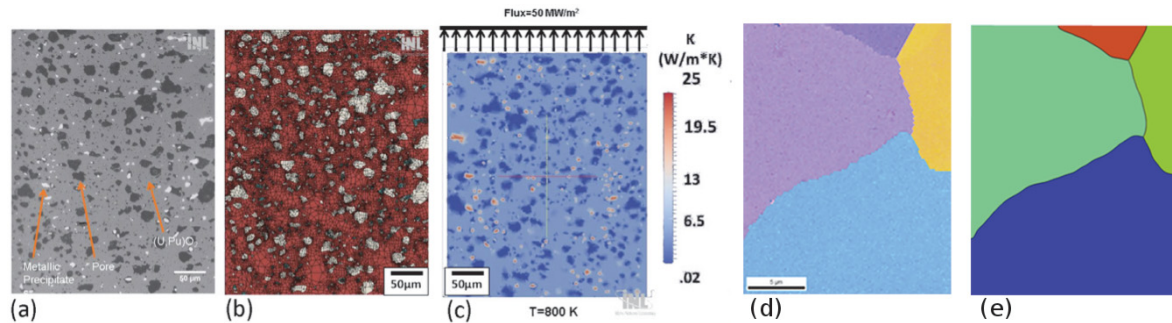 INL
Metallic
Precipitate
Pore
(U,Pu)O
50 μm
(a)
INL
50μm
(b)
Flux=50 MW/m²
K
(W/m*K)
25
19.5
13
6.5
.02
50μm
INL
T=800 K
(c)
5 μm
(d)
(e)